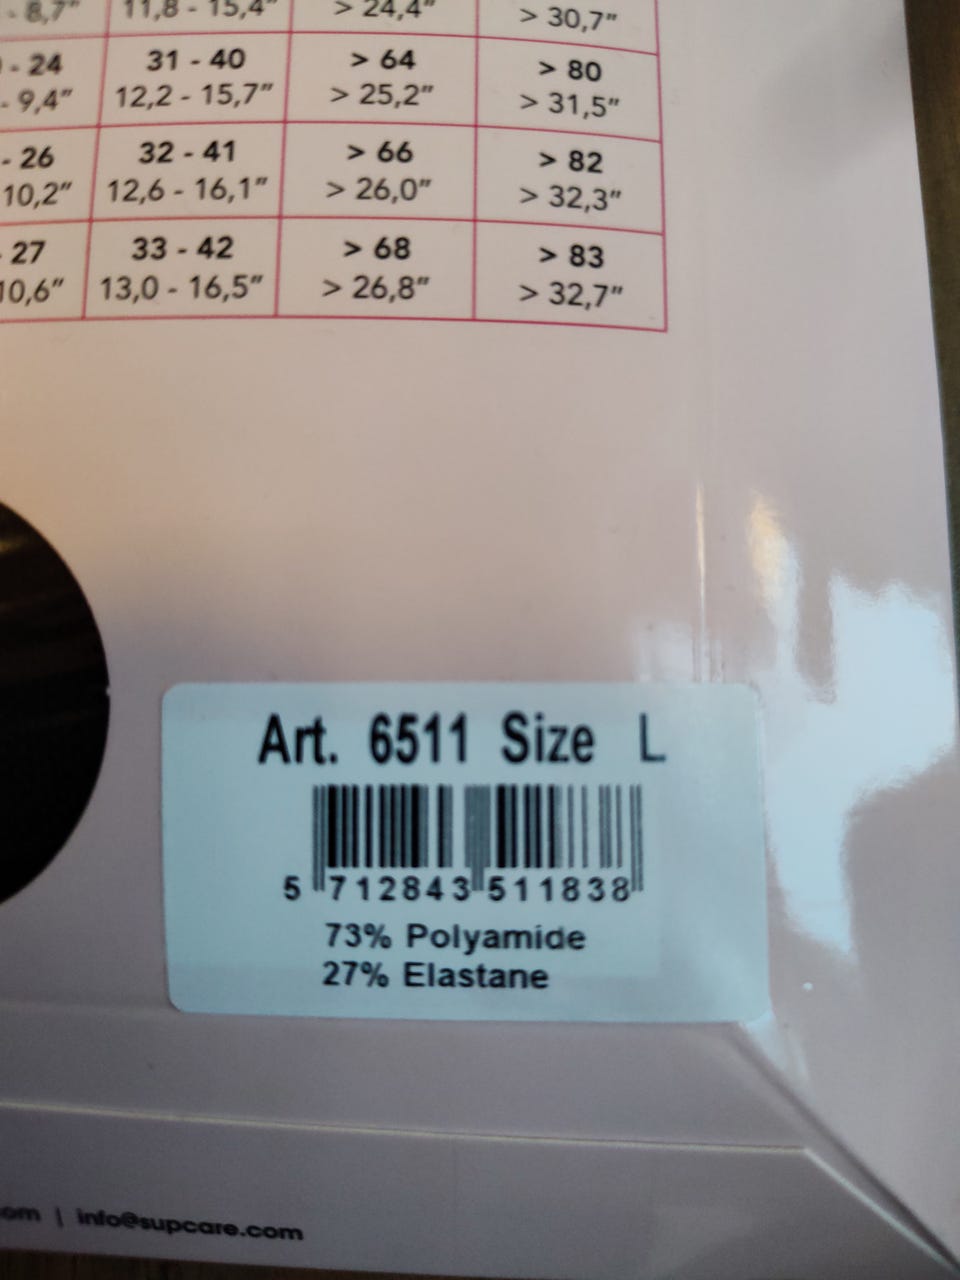 - 8,7” 11,8 - 15,4” > 24,4” > 30,7”
- 24 31 - 40 > 64 > 80
- 9,4” 12,2 - 15,7” > 25,2” > 31,5”
- 26 32 - 41 > 66 > 82
10,2” 12,6 - 16,1” > 26,0” > 32,3”
27 33 - 42 > 68 > 83
10,6” 13,0 - 16,5” > 26,8” > 32,7”
Art. 6511 Size L
5 712843 511838
73% Polyamide
27% Elastane
om | info@supcare.com